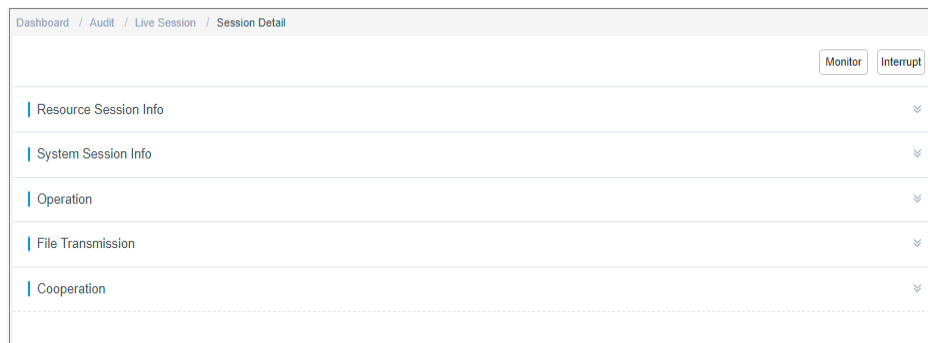 Dashboard / Audit / Live Session / Session Detail
Monitor Interrupt
Resource Session Info
System Session Info
Operation
File Transmission
Cooperation